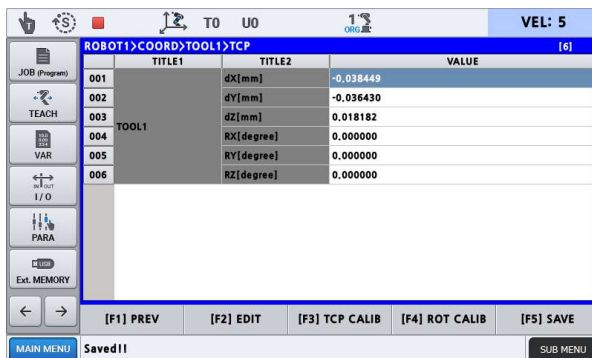 T0 U0 1 ORG VEL: 5
ROBOT1>COORD>TOOL1>TCP [6]
TITLE1 TITLE2 VALUE
001 dX[mm] -0.038449
002 dY[mm] -0.036430
003 dZ[mm] 0.018182
TOOL1
004 RX[degree] 0.000000
005 RY[degree] 0.000000
006 RZ[degree] 0.000000
JOB (Program)
TEACH
VAR
IN OUT
I/O
PARA
USB
Ext. MEMORY
[F1] PREV [F2] EDIT [F3] TCP CALIB [F4] ROT CALIB [F5] SAVE
MAIN MENU Saved!! SUB MENU